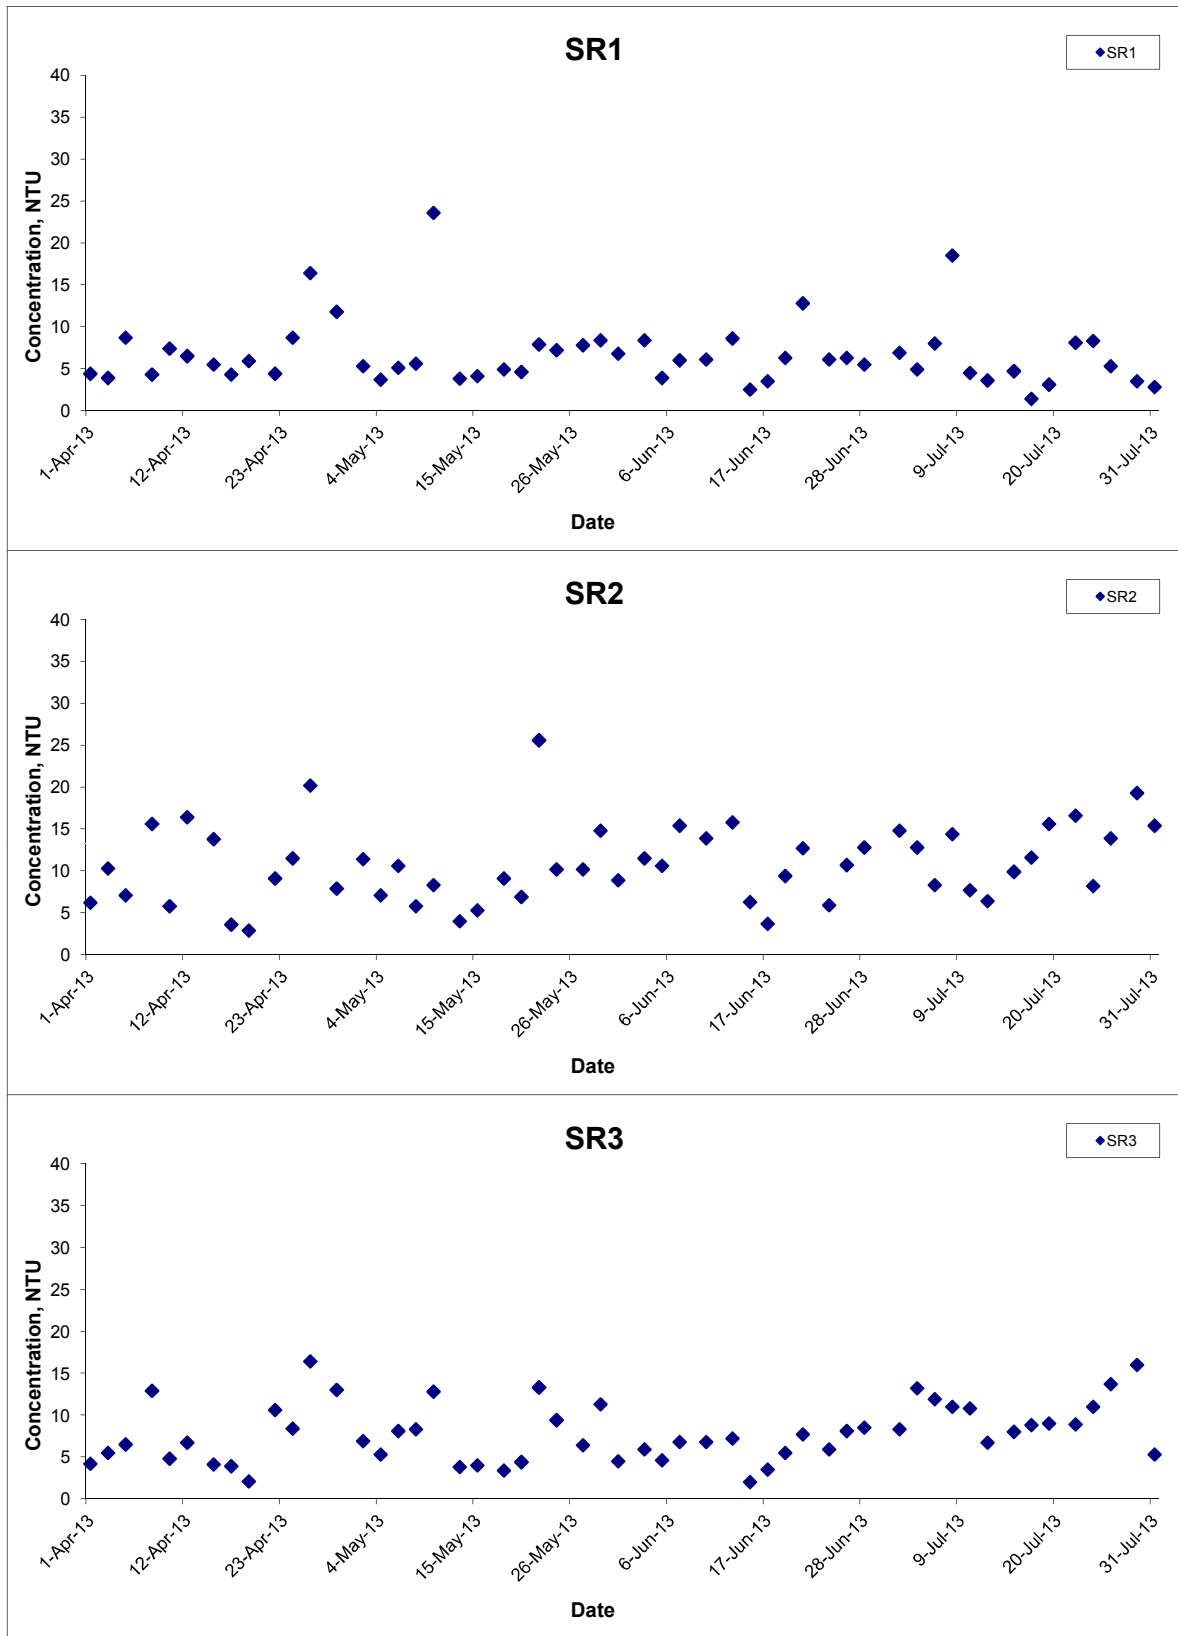 SR1
SR1
40
35
30
25
20
15
10
5
0
Concentration, NTU
1-Apr-13
12-Apr-13
23-Apr-13
4-May-13
15-May-13
26-May-13
6-Jun-13
17-Jun-13
28-Jun-13
9-Jul-13
20-Jul-13
31-Jul-13
Date
SR2
SR2
40
35
30
25
20
15
10
5
0
Concentration, NTU
1-Apr-13
12-Apr-13
23-Apr-13
4-May-13
15-May-13
26-May-13
6-Jun-13
17-Jun-13
28-Jun-13
9-Jul-13
20-Jul-13
31-Jul-13
Date
SR3
SR3
40
35
30
25
20
15
10
5
0
Concentration, NTU
1-Apr-13
12-Apr-13
23-Apr-13
4-May-13
15-May-13
26-May-13
6-Jun-13
17-Jun-13
28-Jun-13
9-Jul-13
20-Jul-13
31-Jul-13
Date